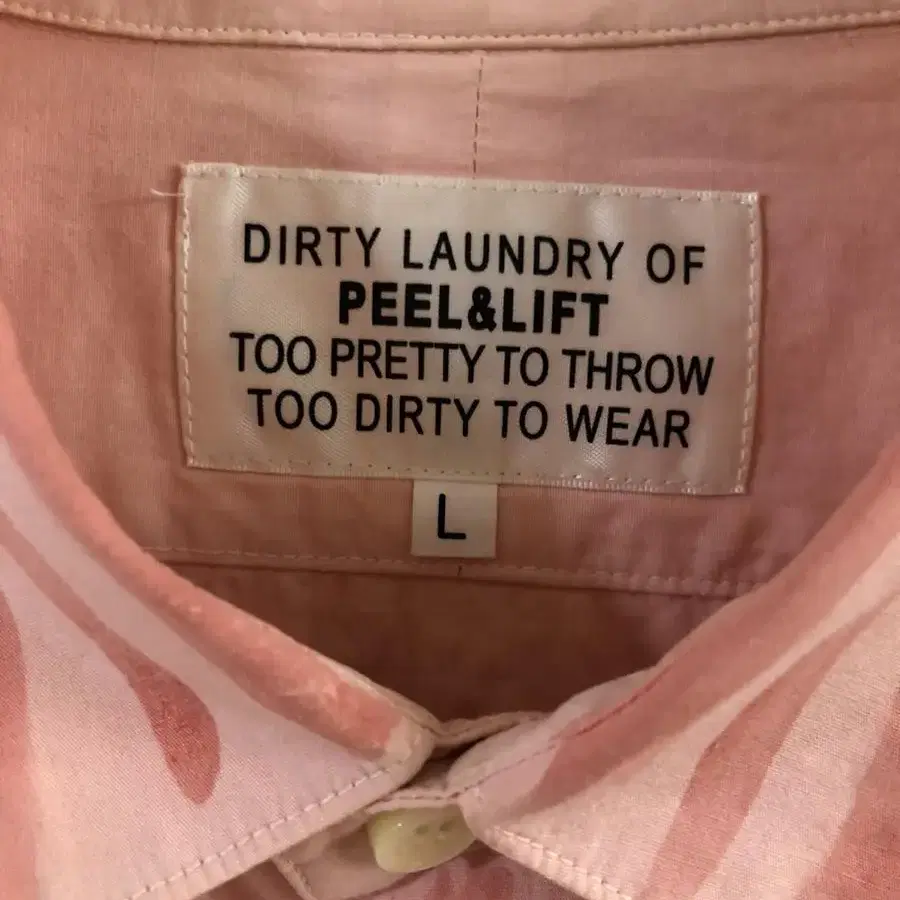 DIRTY LAUNDRY OF
PEEL&LIFT
TOO PRETTY TO THROW
TOO DIRTY TO WEAR
L